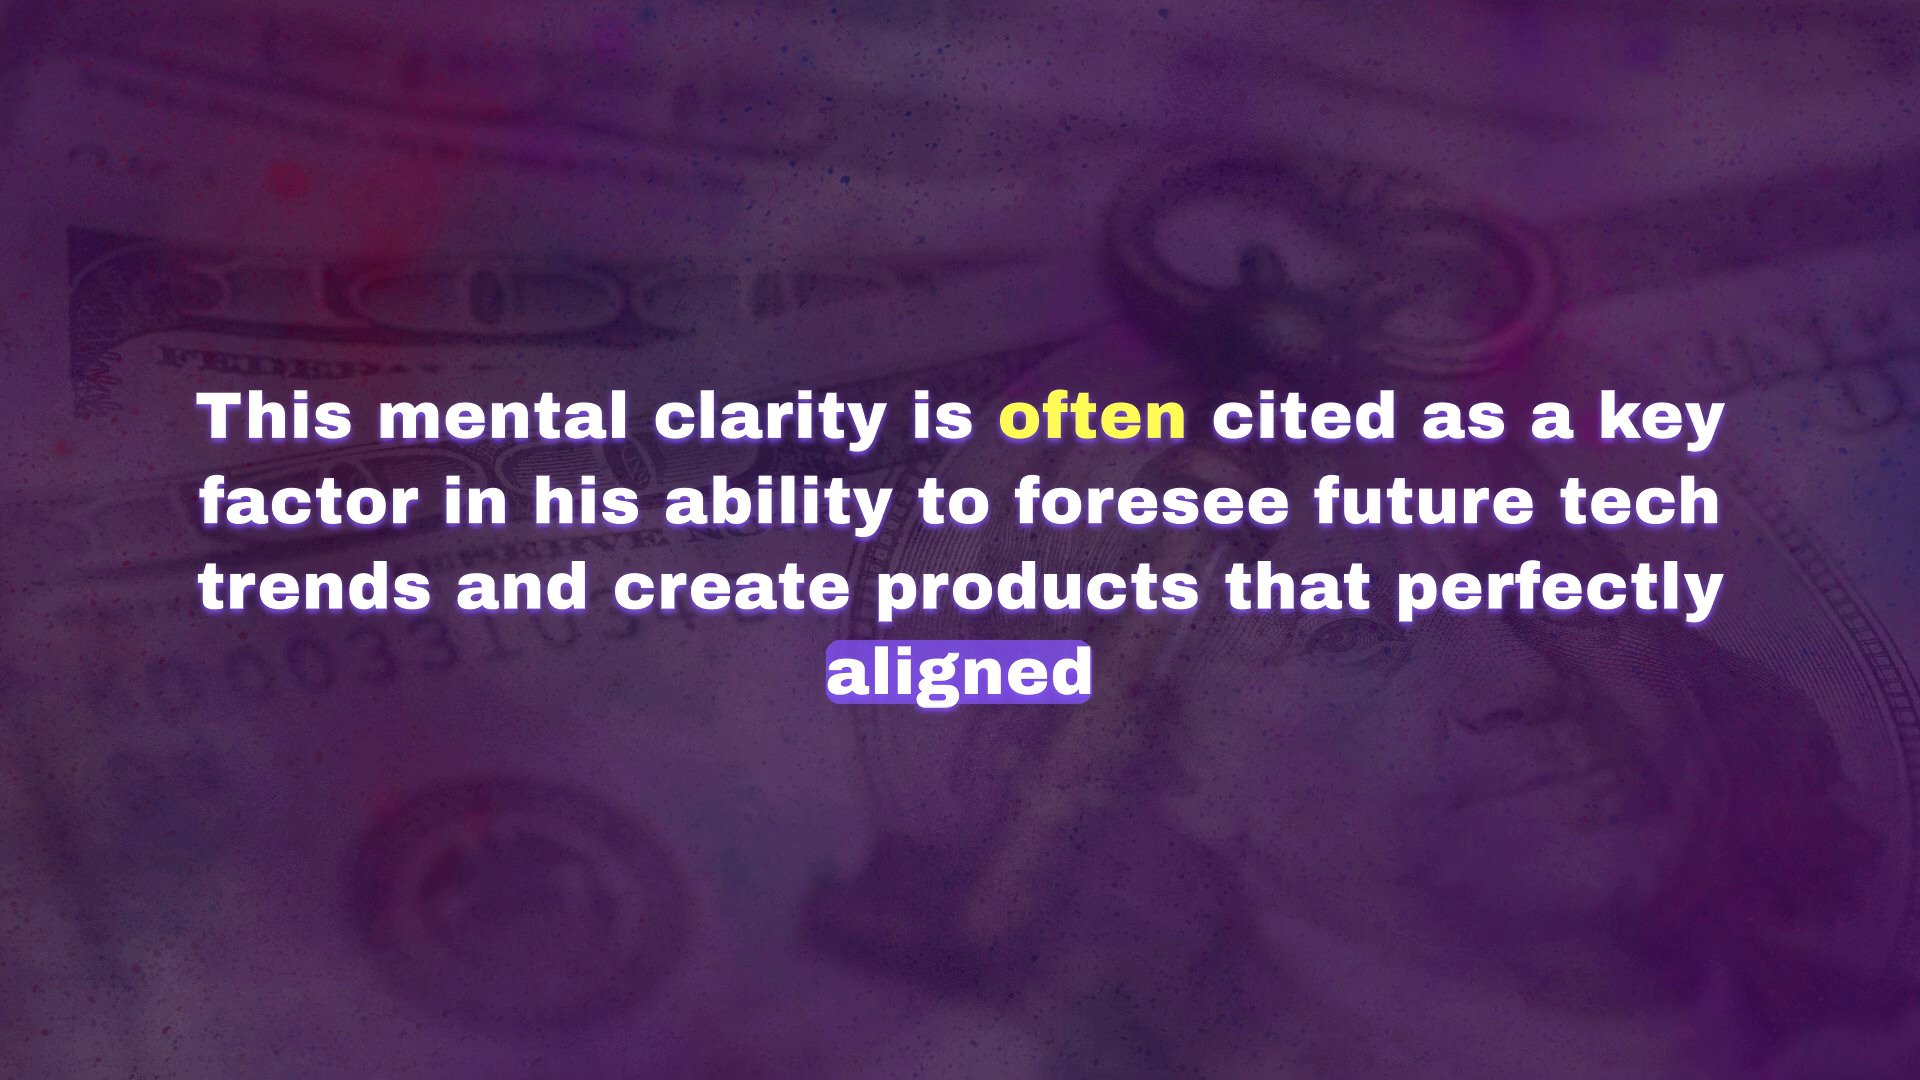 FEDERA
This mental clarity is often cited as a key
factor in his ability to foresee future tech
trends and create products that perfectly
aligned